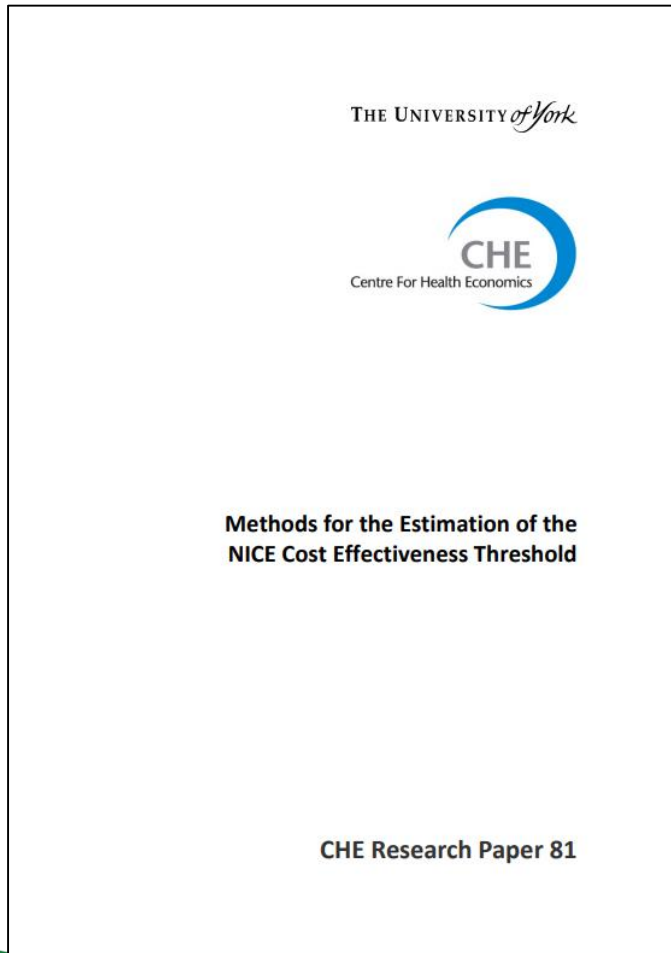 THE UNIVERSITY of York
CHE
Centre For Health Economics
Methods for the Estimation of the
NICE Cost Effectiveness Threshold
CHE Research Paper 81